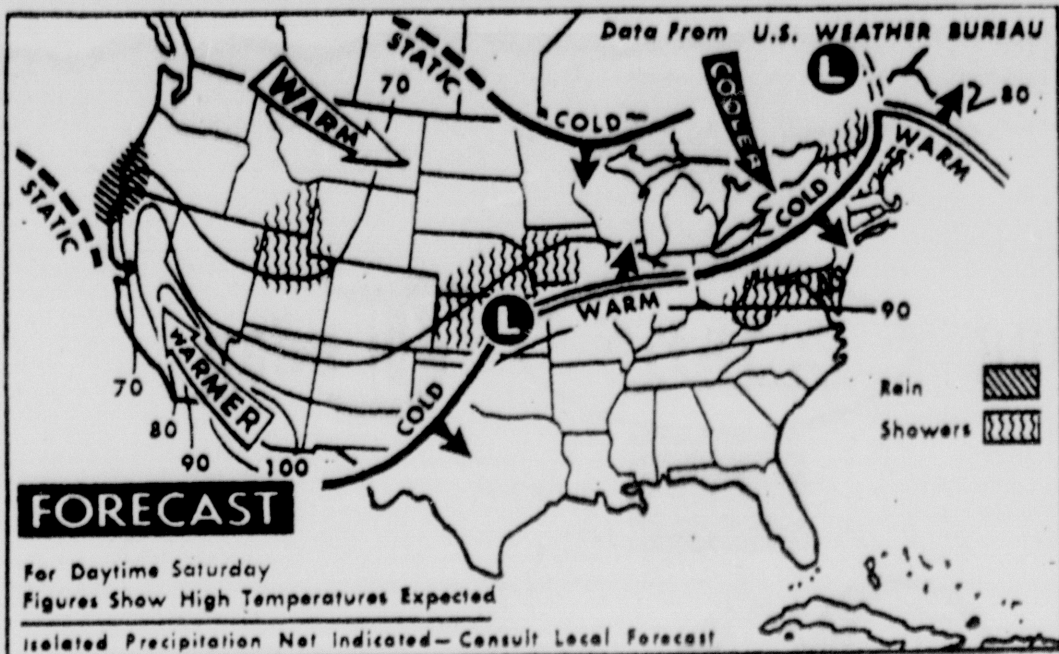 Data From U.S. WEATHER BUREAU
STATIC
70
WARM
COLD
COOLER
L
80
WARM
COLD
STATIC
L
WARM
90
WARMER
COLD
70
80
90
100
Rain
Showers
FORECAST
For Daytime Saturday
Figures Show High Temperatures Expected
Isolated Precipitation Not Indicated—Consult Local Forecast